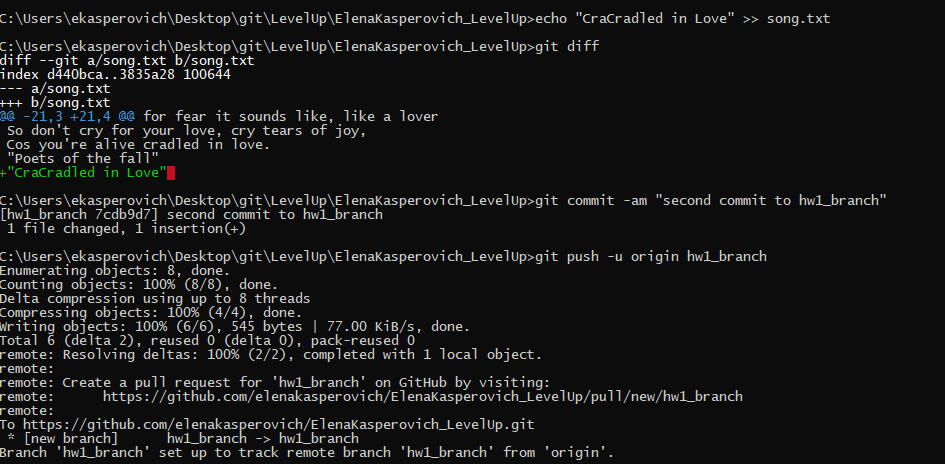 C:\Users\ekasperovich\Desktop\git\LevelUp\ElenaKasperovich_LevelUp>echo "CraCradled in Love" >> song.txt
C:\Users\ekasperovich\Desktop\git\LevelUp\ElenaKasperovich_LevelUp>git diff
diff --git a/song.txt b/song.txt
index d440bca..3835a28 100644
--- a/song.txt
+++ b/song.txt
@@ -21,3 +21,4 @@ for fear it sounds like, like a lover
 So don't cry for your love, cry tears of joy,
 Cos you're alive cradled in love.
 "Poets of the fall"
+"CraCradled in Love"
C:\Users\ekasperovich\Desktop\git\LevelUp\ElenaKasperovich_LevelUp>git commit -am "second commit to hw1_branch"
[hw1_branch 7cdb9d7] second commit to hw1_branch
 1 file changed, 1 insertion(+)
C:\Users\ekasperovich\Desktop\git\LevelUp\ElenaKasperovich_LevelUp>git push -u origin hw1_branch
Enumerating objects: 8, done.
Counting objects: 100% (8/8), done.
Delta compression using up to 8 threads
Compressing objects: 100% (4/4), done.
Writing objects: 100% (6/6), 545 bytes | 77.00 KiB/s, done.
Total 6 (delta 2), reused 0 (delta 0), pack-reused 0
remote: Resolving deltas: 100% (2/2), completed with 1 local object.
remote:
remote: Create a pull request for 'hw1_branch' on GitHub by visiting:
remote:      https://github.com/elenakasperovich/ElenaKasperovich_LevelUp/pull/new/hw1_branch
remote:
To https://github.com/elenakasperovich/ElenaKasperovich_LevelUp.git
 * [new branch]      hw1_branch -> hw1_branch
Branch 'hw1_branch' set up to track remote branch 'hw1_branch' from 'origin'.